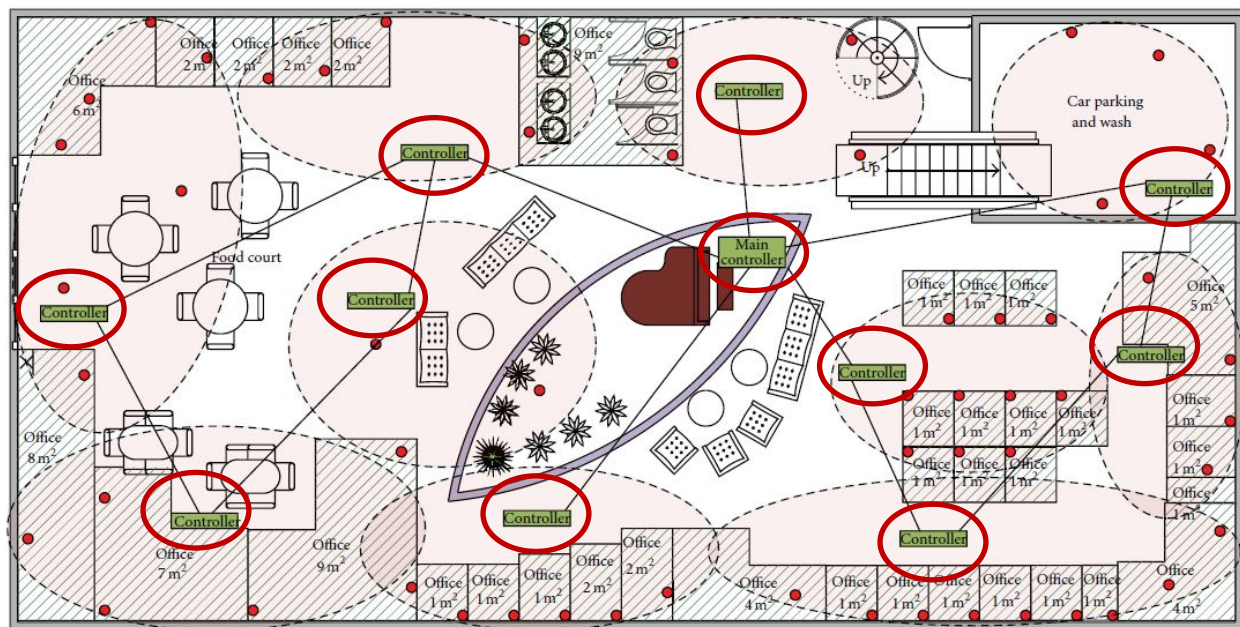 Office
2 m²
Office
2 m²
Office
2 m²
Office
2 m²
Office
9 m²
Office
6 m²
Controller
Up
Car parking
and wash
Controller
Up
Controller
Main
controller
Food court
Controller
Controller
Office
1 m²
Office
1 m²
Office
1 m²
Office
5 m²
Controller
Controller
Office
1 m²
Office
1 m²
Office
1 m²
Office
1 m²
Office
1 m²
Office
8 m²
Office
1 m²
Office
1 m²
Office
1 m²
Office
1 m²
Office
1 m²
Controller
Controller
Controller
Office
7 m²
Office
9 m²
Office
1 m²
Office
1 m²
Office
1 m²
Office
2 m²
Office
2 m²
Office
4 m²
Office
1 m²
Office
1 m²
Office
1 m²
Office
1 m²
Office
1 m²
Office
1 m²
Office
4 m²